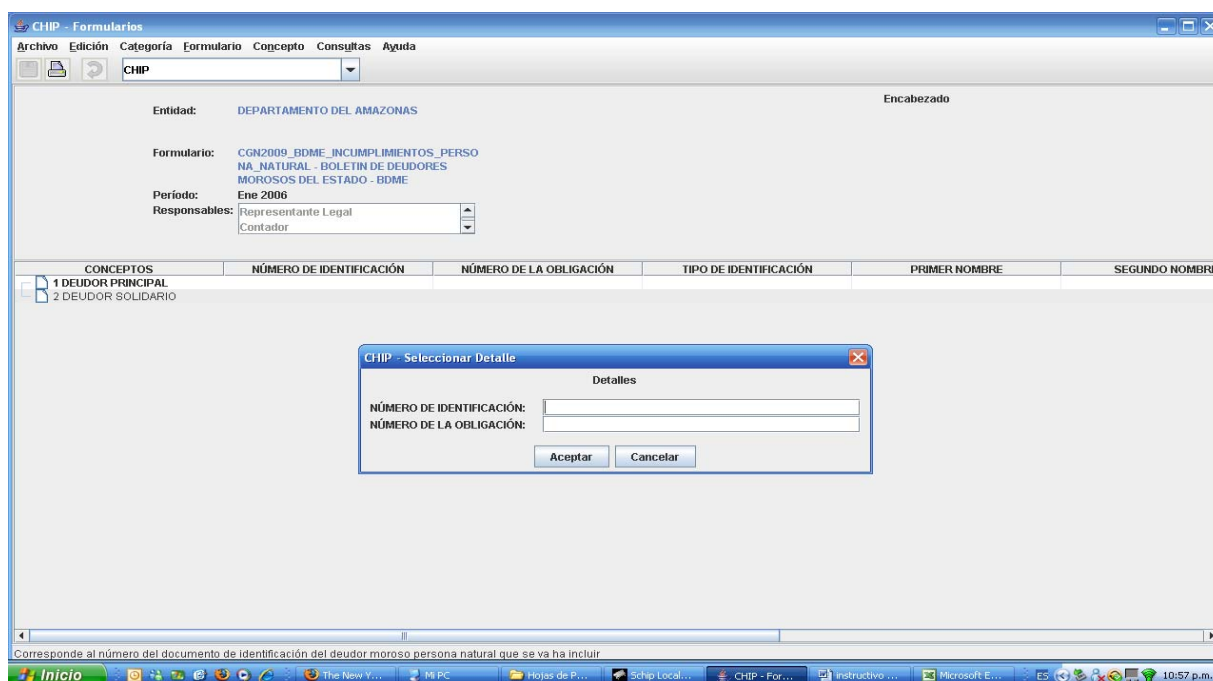 CHIP - Formularios
Archivo Edición Categoría Formulario Concepto Consultas Ayuda
CHIP
Encabezado
Entidad: DEPARTAMENTO DEL AMAZONAS
Formulario: CGN2009_BDME_INCUMPLIMIENTOS_PERSO
NA_NATURAL - BOLETIN DE DEUDORES
MOROSOS DEL ESTADO - BDME
Período: Ene 2006
Responsables: Representante Legal
Contador
CONCEPTOS NÚMERO DE IDENTIFICACIÓN NÚMERO DE LA OBLIGACIÓN TIPO DE IDENTIFICACIÓN PRIMER NOMBRE SEGUNDO NOMBR
1 DEUDOR PRINCIPAL
2 DEUDOR SOLIDARIO
CHIP - Seleccionar Detalle
Detalles
NÚMERO DE IDENTIFICACIÓN:
NÚMERO DE LA OBLIGACIÓN:
Aceptar Cancelar
Corresponde al número del documento de identificación del deudor moroso persona natural que se va ha incluir
Inicio The New Y... Mi PC Hojas de P... Schip Local... CHIP - For... instructivo ... Microsoft E... ES 10:57 p.m.